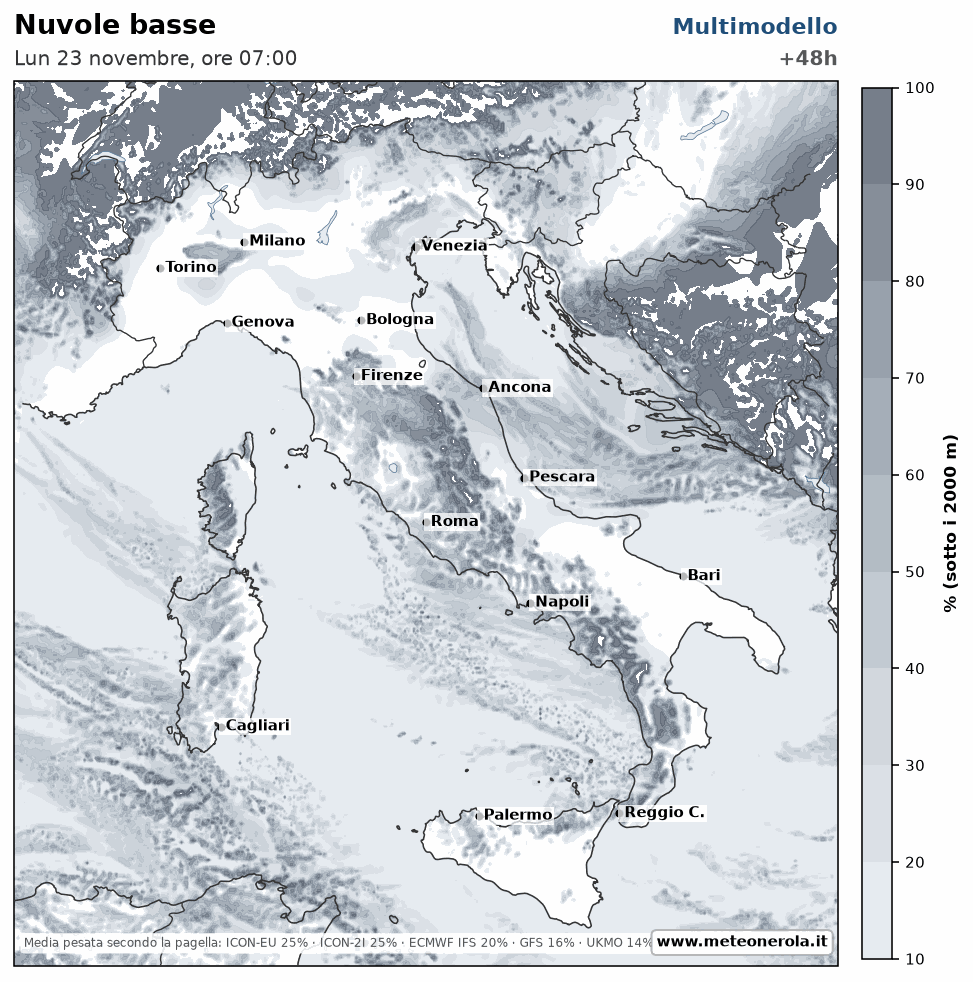 Nuvole basse
Multimodello
Lun 23 novembre, ore 07:00
+48h
Milano
Venezia
Torino
Genova
Bologna
Firenze
Ancona
Pescara
Roma
Bari
Napoli
Cagliari
Palermo
Reggio C.
Media pesata secondo la pagella: ICON-EU 25% · ICON-2I 25% · ECMWF IFS 20% · GFS 16% · UKMO 14%
www.meteonerola.it
100
90
80
70
60
50
40
30
20
10
% (sotto i 2000 m)